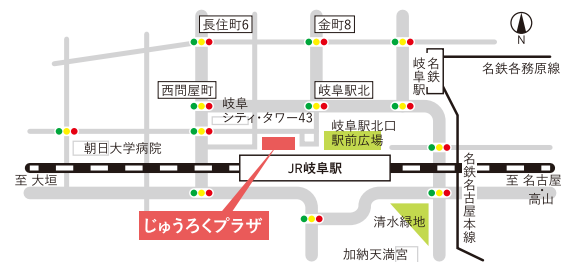 長住町6
金町8
N
名鉄
岐阜駅
名鉄各務原線
西問屋町
岐阜駅北
岐阜
シティ・タワー43
岐阜駅北口
駅前広場
朝日大学病院
JR岐阜駅
至 大垣
至 名古屋・高山
名鉄名古屋本線
じゅうろくプラザ
清水緑地
加納天満宮